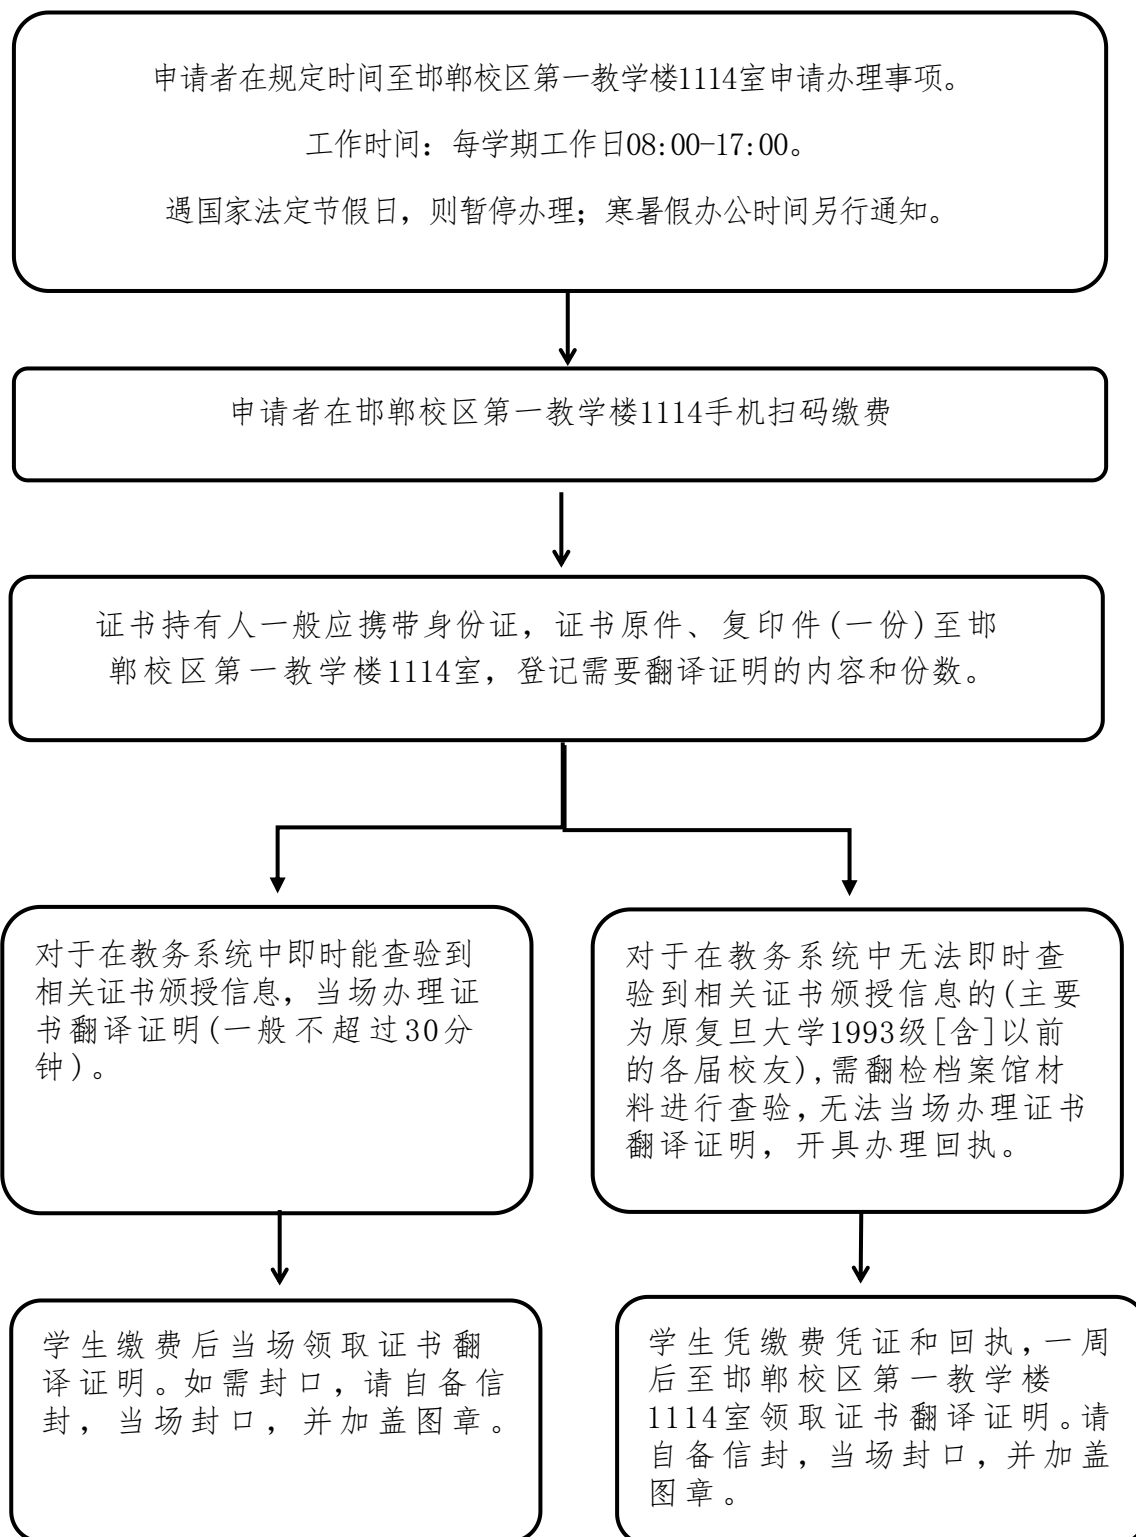 申请者在规定时间至邯郸校区第一教学楼1114室申请办理事项。
工作时间：每学期工作日08:00-17:00。
遇国家法定节假日，则暂停办理；寒暑假办公时间另行通知。
申请者在邯郸校区第一教学楼1114手机扫码缴费
证书持有人一般应携带身份证，证书原件、复印件(一份)至邯
郸校区第一教学楼1114室，登记需要翻译证明的内容和份数。
对于在教务系统中即时能查验到
相关证书颁授信息，当场办理证
书翻译证明(一般不超过30分
钟)。
对于在教务系统中无法即时查
验到相关证书颁授信息的(主要
为原复旦大学1993级[含]以前
的各届校友),需翻检档案馆材
料进行查验,无法当场办理证书
翻译证明，开具办理回执。
学生缴费后当场领取证书翻
译证明。如需封口，请自备信
封，当场封口，并加盖图章。
学生凭缴费凭证和回执,一周
后至邯郸校区第一教学楼
1114室领取证书翻译证明。请
自备信封,当场封口,并加盖
图章。